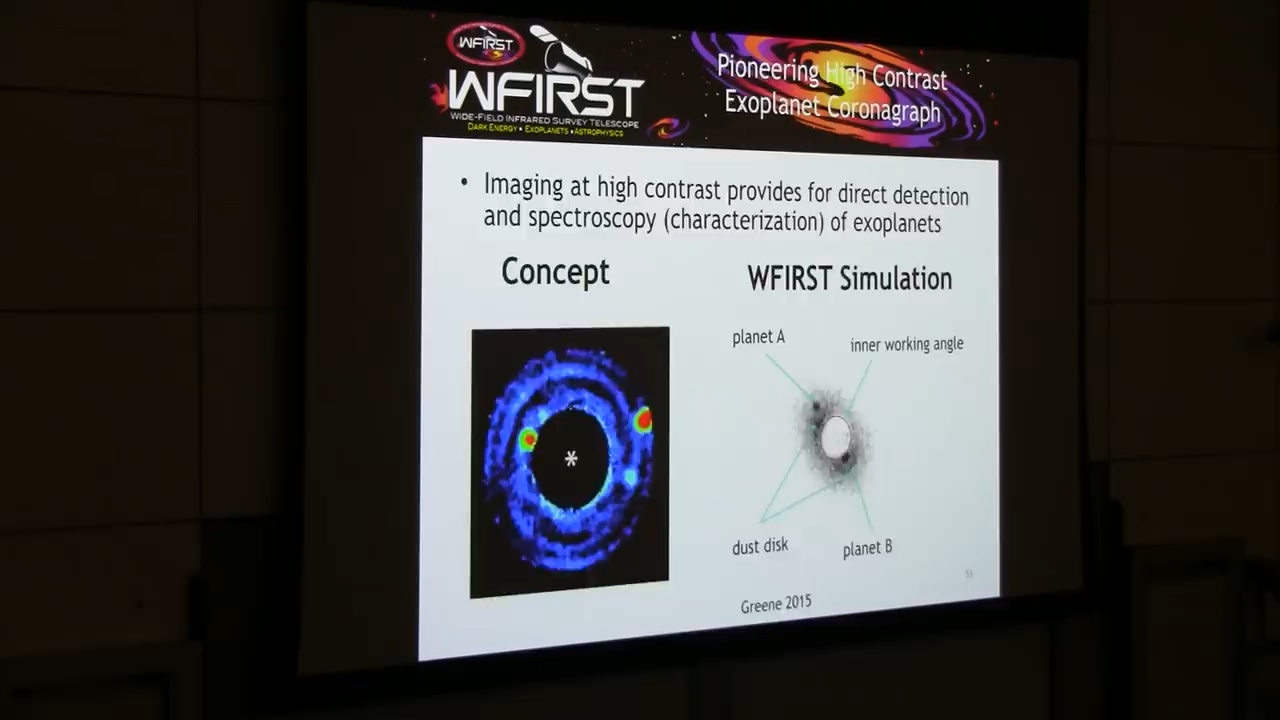 WFIRST
WFIRST
WIDE-FIELD INFRARED SURVEY TELESCOPE
DARK ENERGY • EXOPLANETS • ASTROPHYSICS
Pioneering High Contrast
Exoplanet Coronagraph
• Imaging at high contrast provides for direct detection
and spectroscopy (characterization) of exoplanets
Concept
WFIRST Simulation
planet A
inner working angle
*
dust disk
planet B
53
Greene 2015